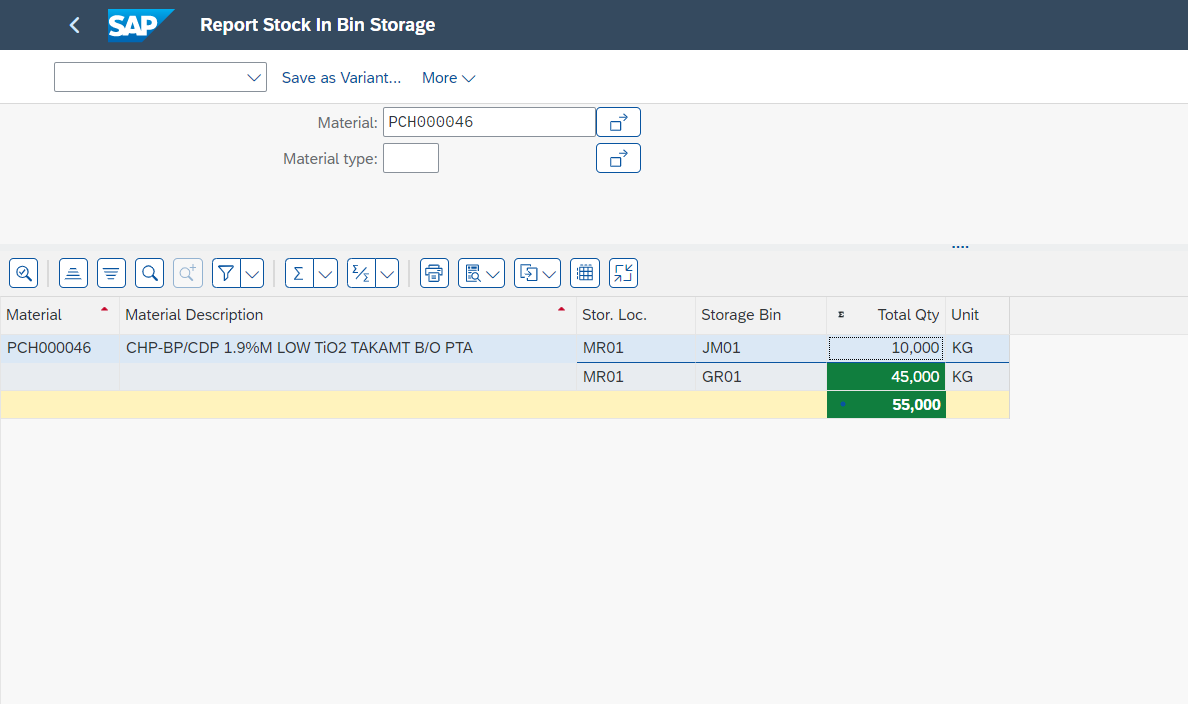 SAP Report Stock In Bin Storage
Save as Variant... More
Material: PCH000046
Material type:
Material Material Description Stor. Loc. Storage Bin Σ Total Qty Unit
PCH000046 CHP-BP/CDP 1.9%M LOW TiO2 TAKAMT B/O PTA MR01 JM01 10,000 KG
MR01 GR01 45,000 KG
55,000